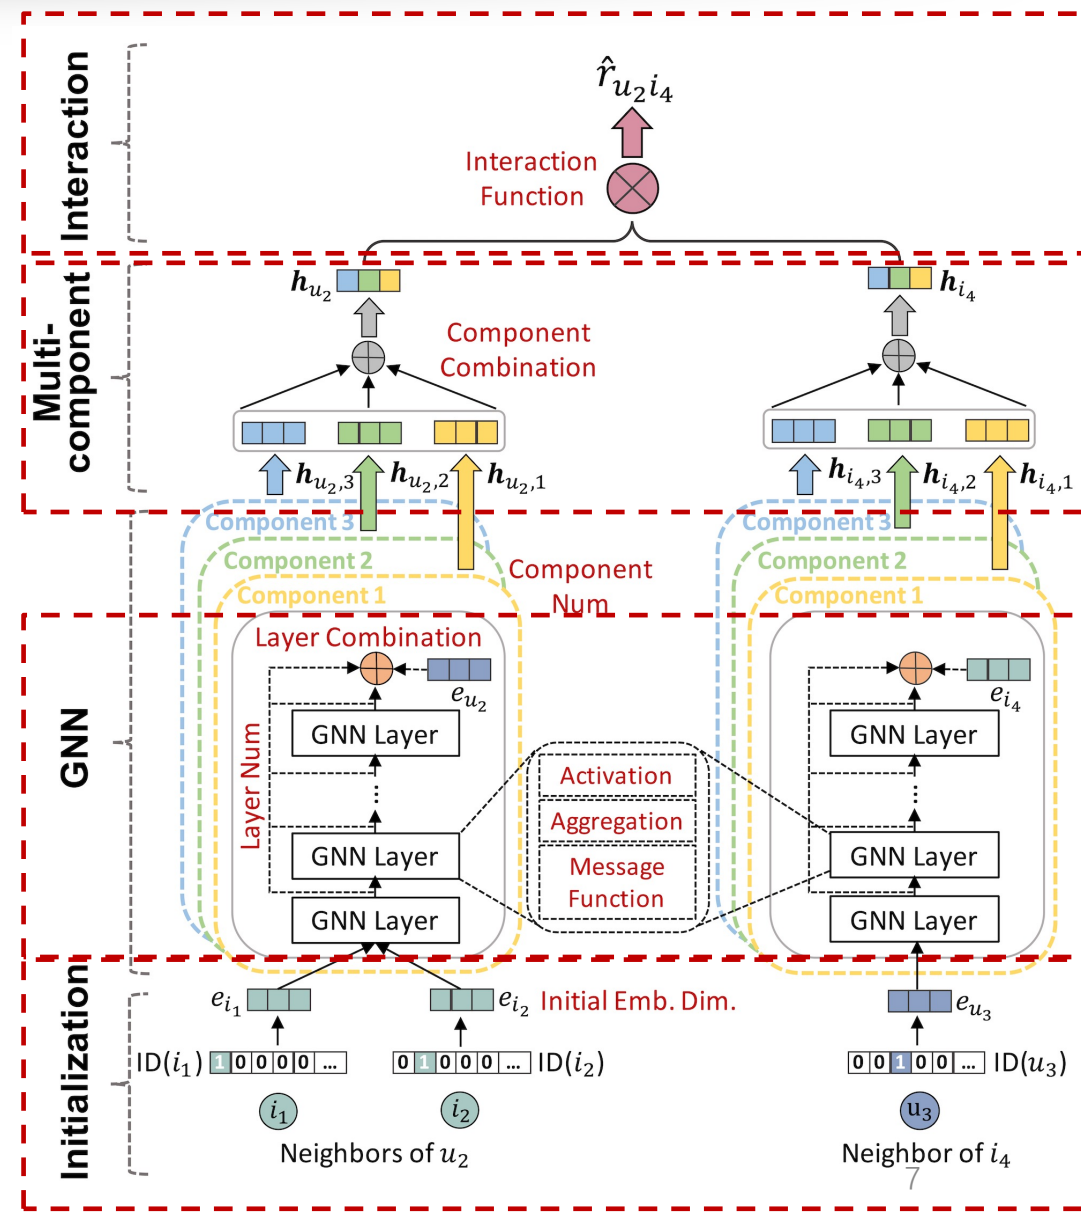 Interaction
r̂u₂i₄
Interaction
Function
Multi-
component
hu₂
hi₄
Component
Combination
hu₂,3
hu₂,2
hu₂,1
hi₄,3
hi₄,2
hi₄,1
Component 3
Component 2
Component 1
Component 3
Component 2
Component 1
Component
Num
GNN
Layer Combination
eu₂
ei₄
Layer Num
GNN Layer
⋮
GNN Layer
GNN Layer
Activation
Aggregation
Message
Function
GNN Layer
⋮
GNN Layer
GNN Layer
Initialization
ei₁
ei₂
Initial Emb. Dim.
eu₃
ID(i₁) 1 0 0 0 0 ...
0 1 0 0 0 ... ID(i₂)
0 0 1 0 0 ... ID(u₃)
i₁
i₂
u₃
Neighbors of u₂
Neighbor of i₄
7